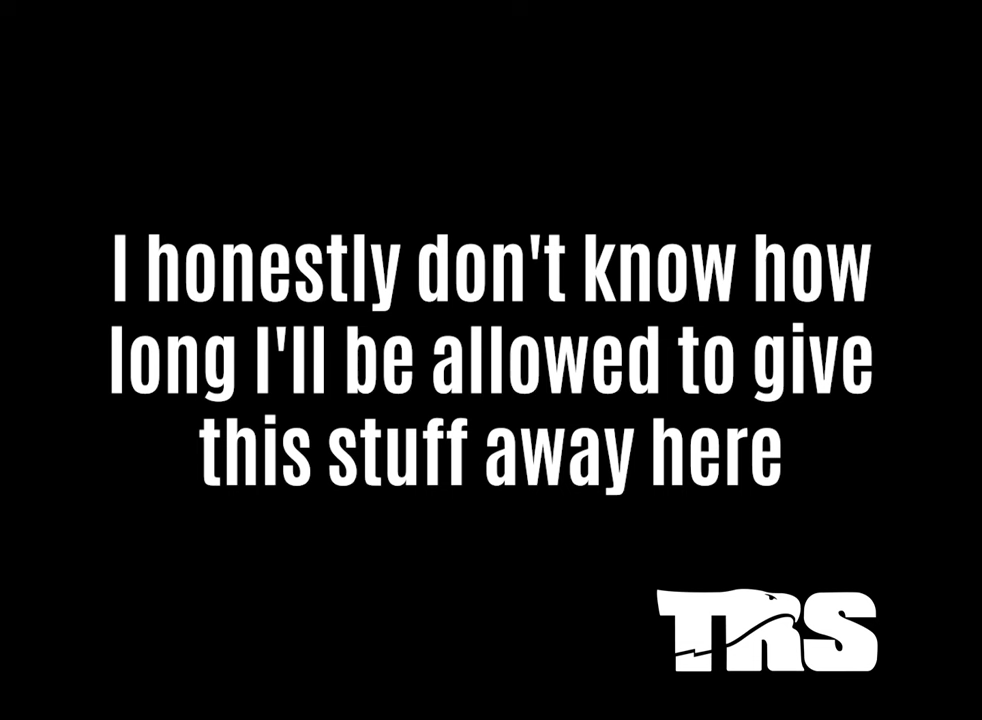 I honestly don't know how
long I'll be allowed to give
this stuff away here
TRS